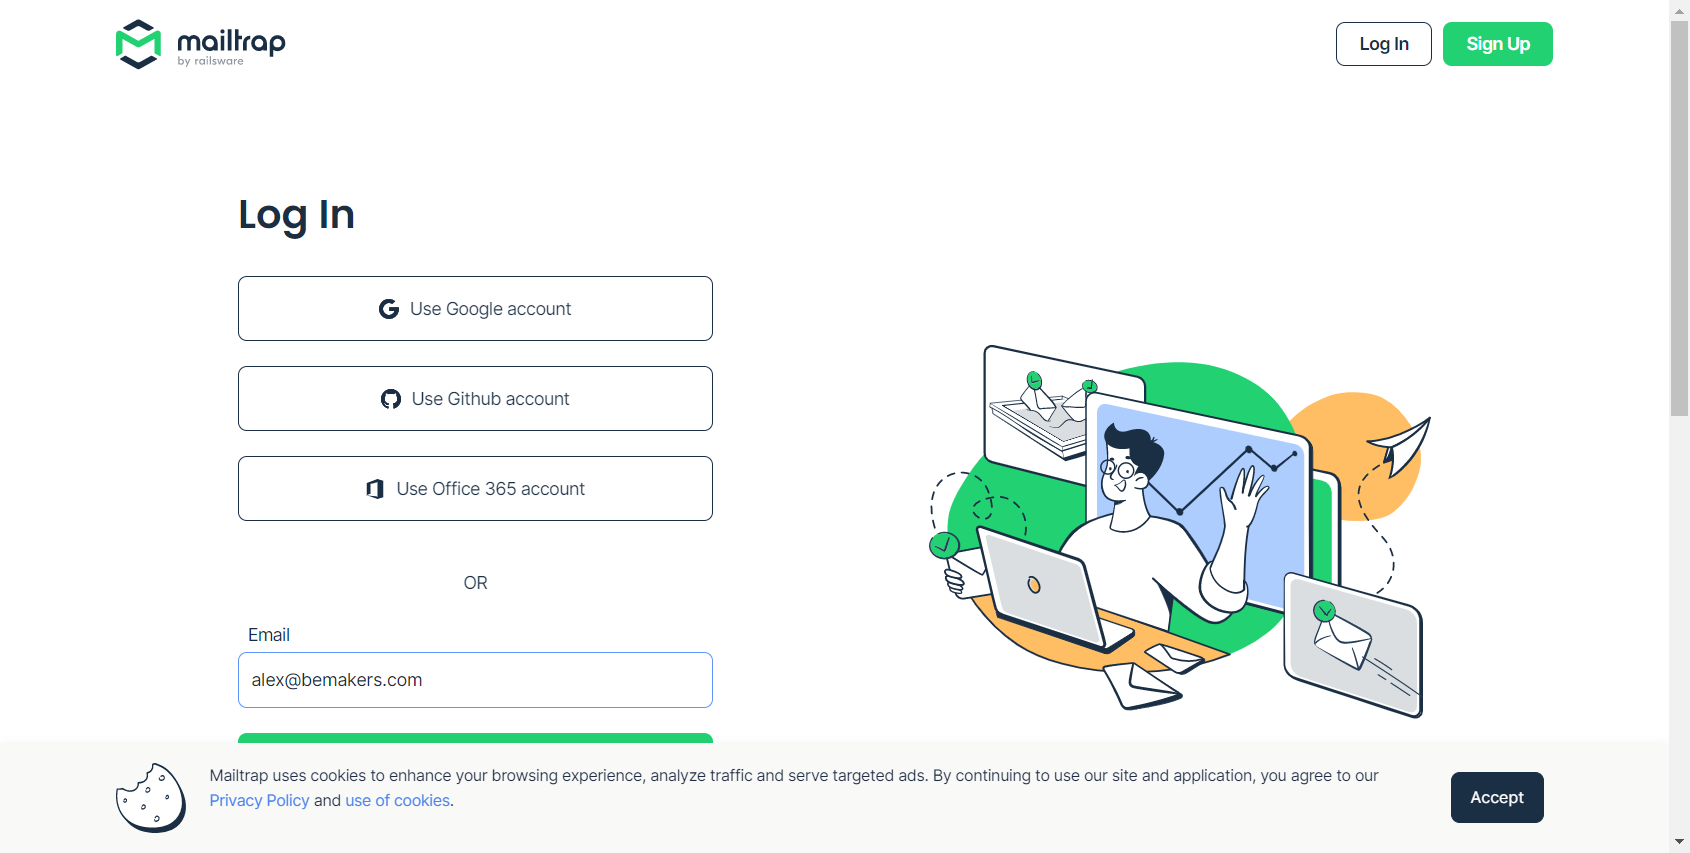 mailtrap
by railsware
Log In
Sign Up
Log In
Use Google account
Use Github account
Use Office 365 account
OR
Email
alex@bemakers.com
Mailtrap uses cookies to enhance your browsing experience, analyze traffic and serve targeted ads. By continuing to use our site and application, you agree to our
Privacy Policy and use of cookies.
Accept